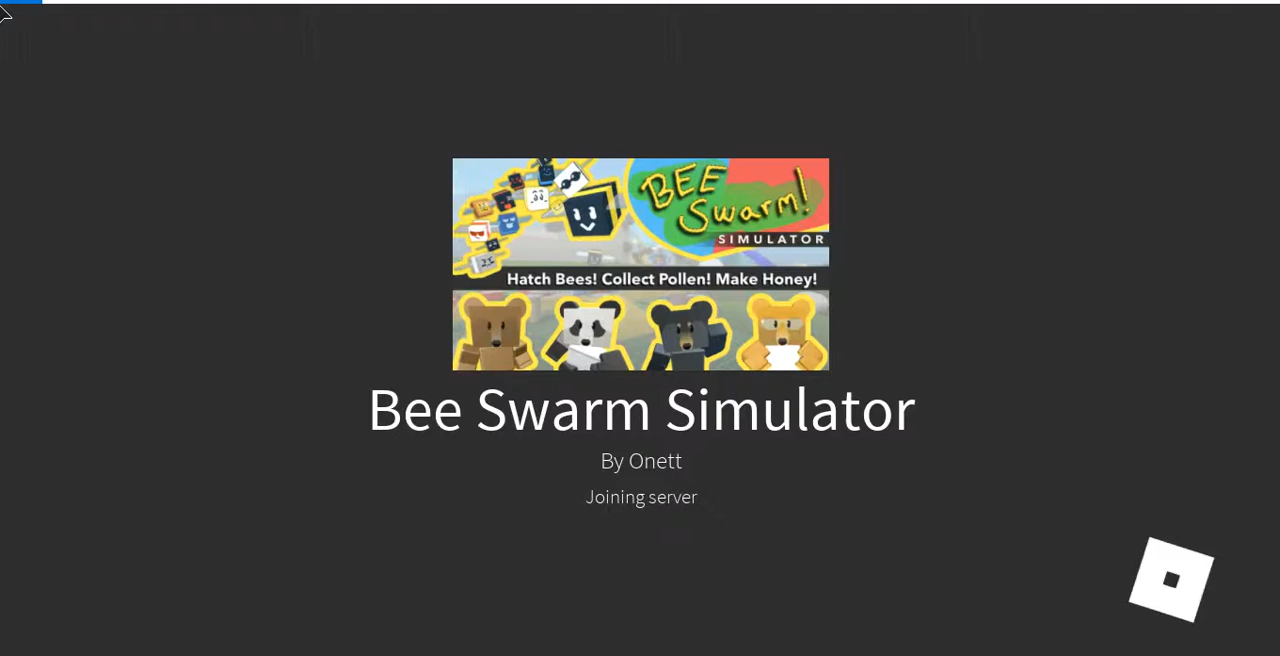 BEE
Swarm!
SIMULATOR
Hatch Bees! Collect Pollen! Make Honey!
Bee Swarm Simulator
By Onett
Joining server